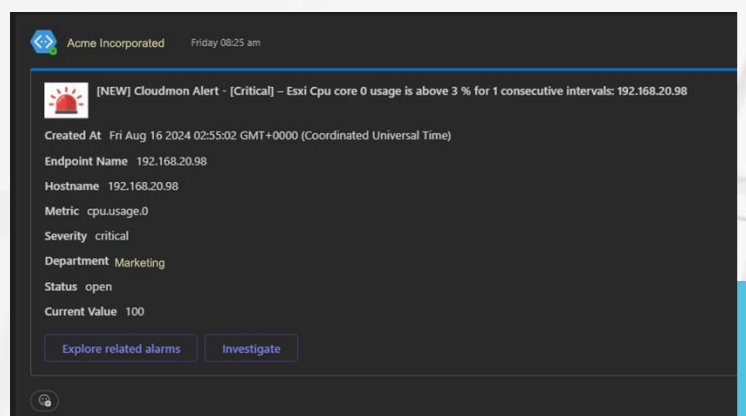 Acme Incorporated Friday 08:25 am
[NEW] Cloudmon Alert - [Critical] – Esxi Cpu core 0 usage is above 3 % for 1 consecutive intervals: 192.168.20.98
Created At Fri Aug 16 2024 02:55:02 GMT+0000 (Coordinated Universal Time)
Endpoint Name 192.168.20.98
Hostname 192.168.20.98
Metric cpu.usage.0
Severity critical
Department Marketing
Status open
Current Value 100
Explore related alarms Investigate